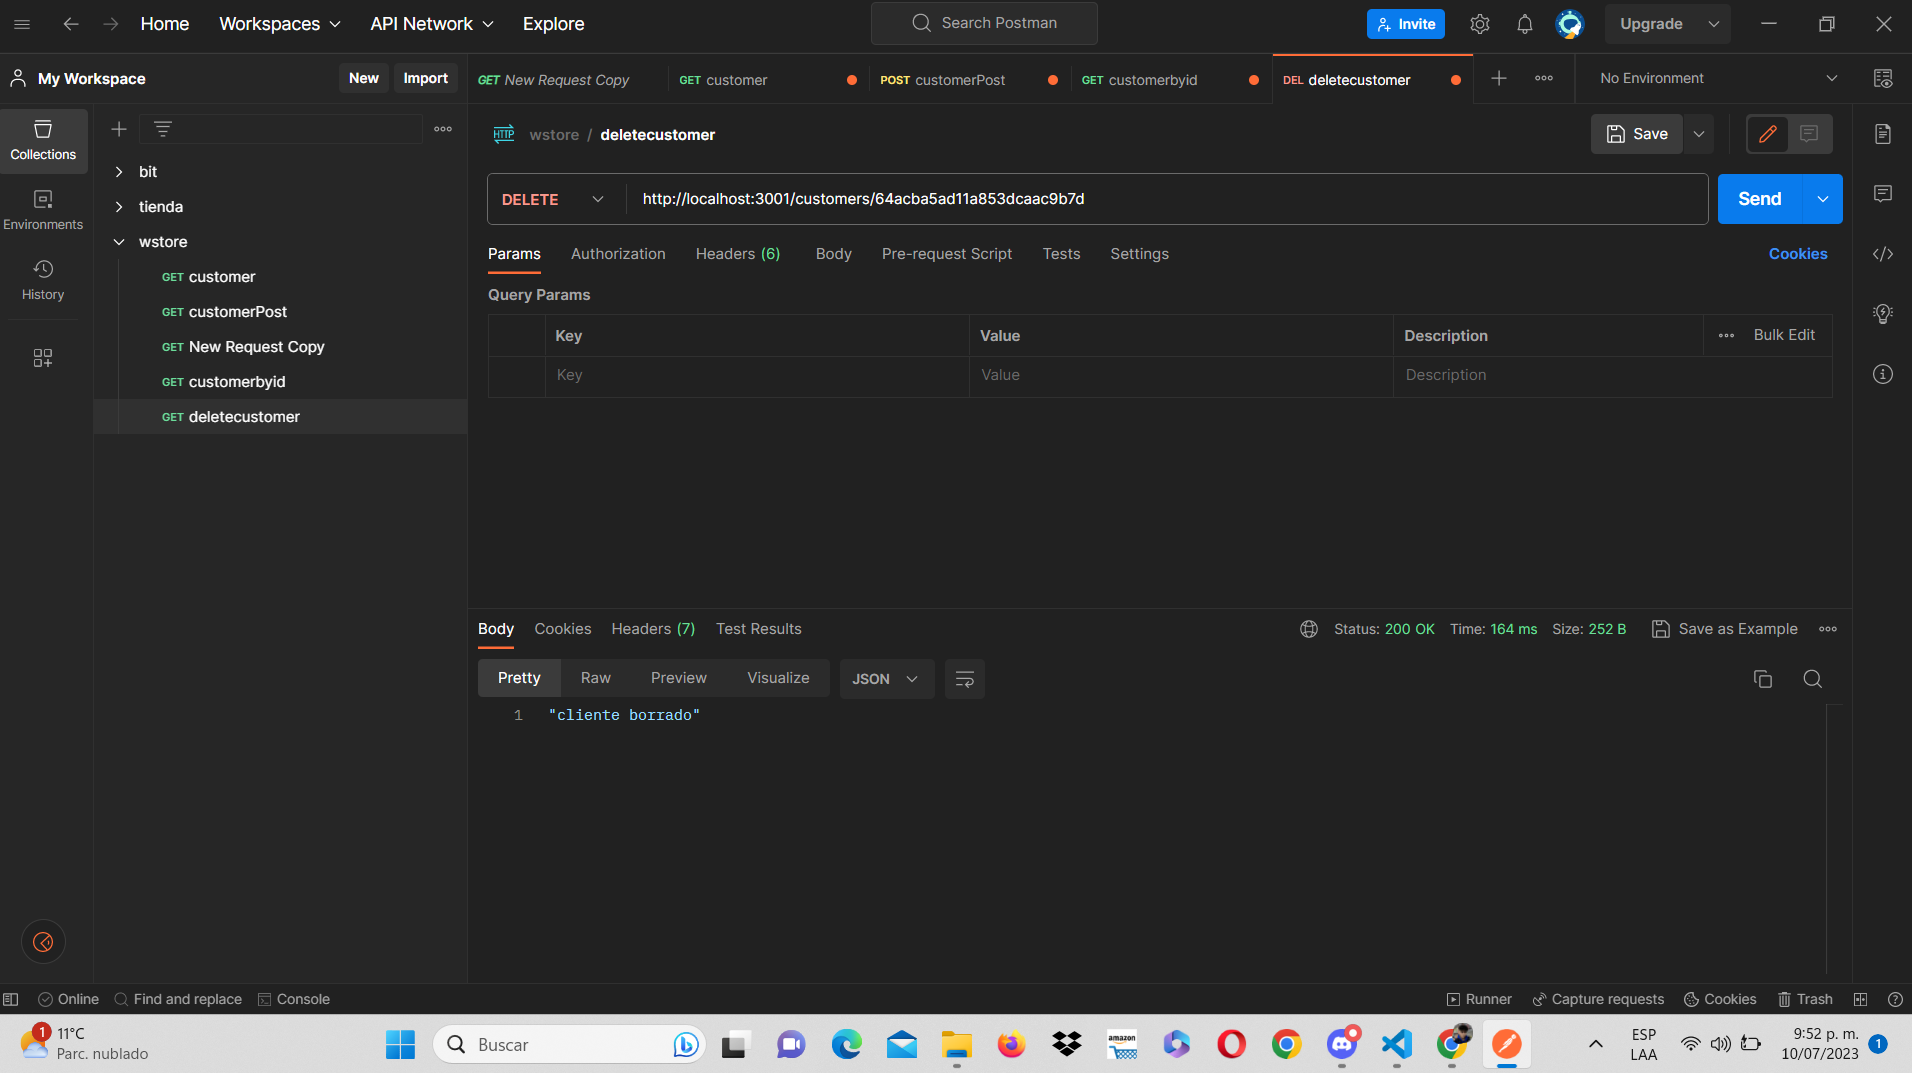 Home Workspaces API Network Explore Search Postman Invite Upgrade
My Workspace New Import GET New Request Copy GET customer POST customerPost GET customerbyid DEL deletecustomer No Environment
HTTP wstore / deletecustomer Save
Collections
Environments
History
bit
tienda
wstore
GET customer
GET customerPost
GET New Request Copy
GET customerbyid
GET deletecustomer
DELETE http://localhost:3001/customers/64acba5ad11a853dcaac9b7d Send
Params Authorization Headers (6) Body Pre-request Script Tests Settings Cookies
Query Params
Key Value Description Bulk Edit
Key Value Description
Body Cookies Headers (7) Test Results Status: 200 OK Time: 164 ms Size: 252 B Save as Example
Pretty Raw Preview Visualize JSON
1 "cliente borrado"
Online Find and replace Console Runner Capture requests Cookies Trash
1 11°C
Parc. nublado
Buscar
amazon
ESP
LAA
9:52 p. m.
10/07/2023 1